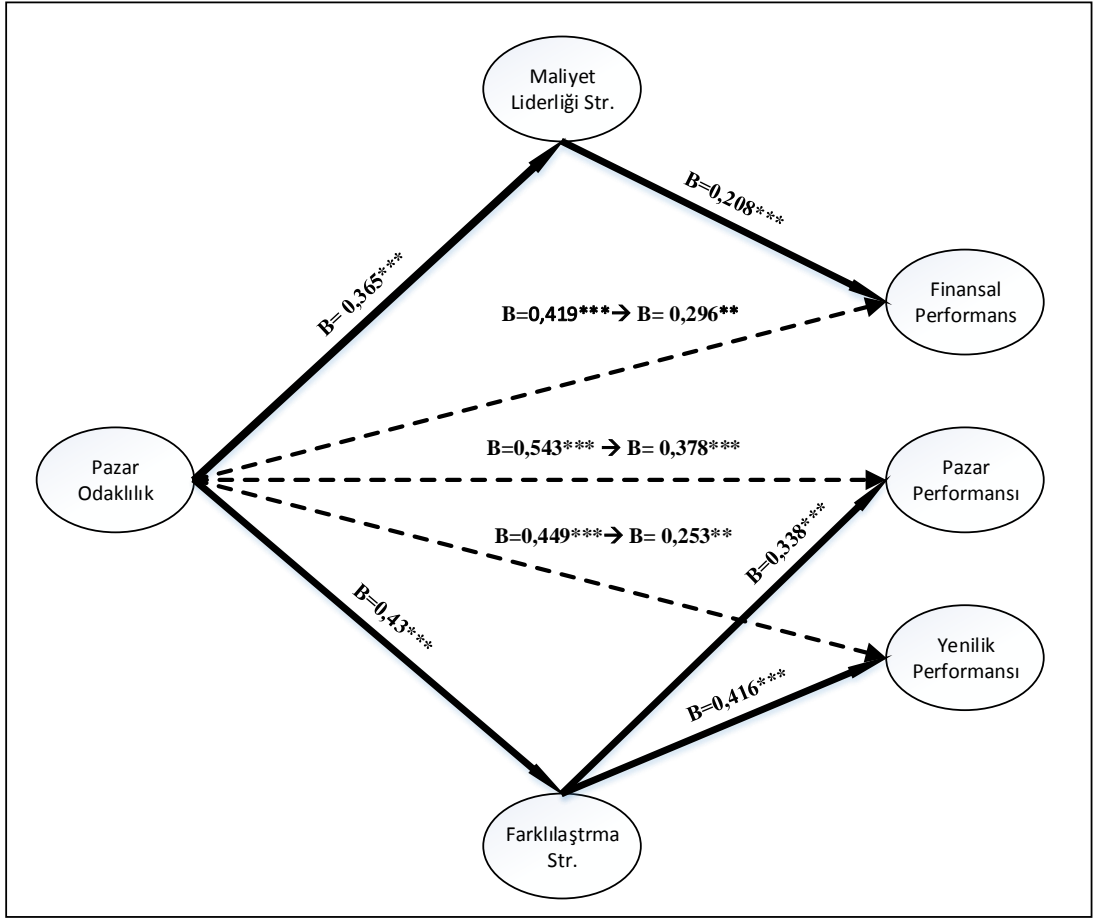 Maliyet
Liderliği Str.
B=0,208***
B= 0,365***
Finansal
Performans
B=0,419***→ B= 0,296**
Pazar
Odaklılık
B=0,543*** → B= 0,378***
Pazar
Performansı
B=0,449***→ B= 0,253**
B=0,338***
B=0,43***
Yenilik
Performansı
B=0,416***
Farklılaştrma
Str.